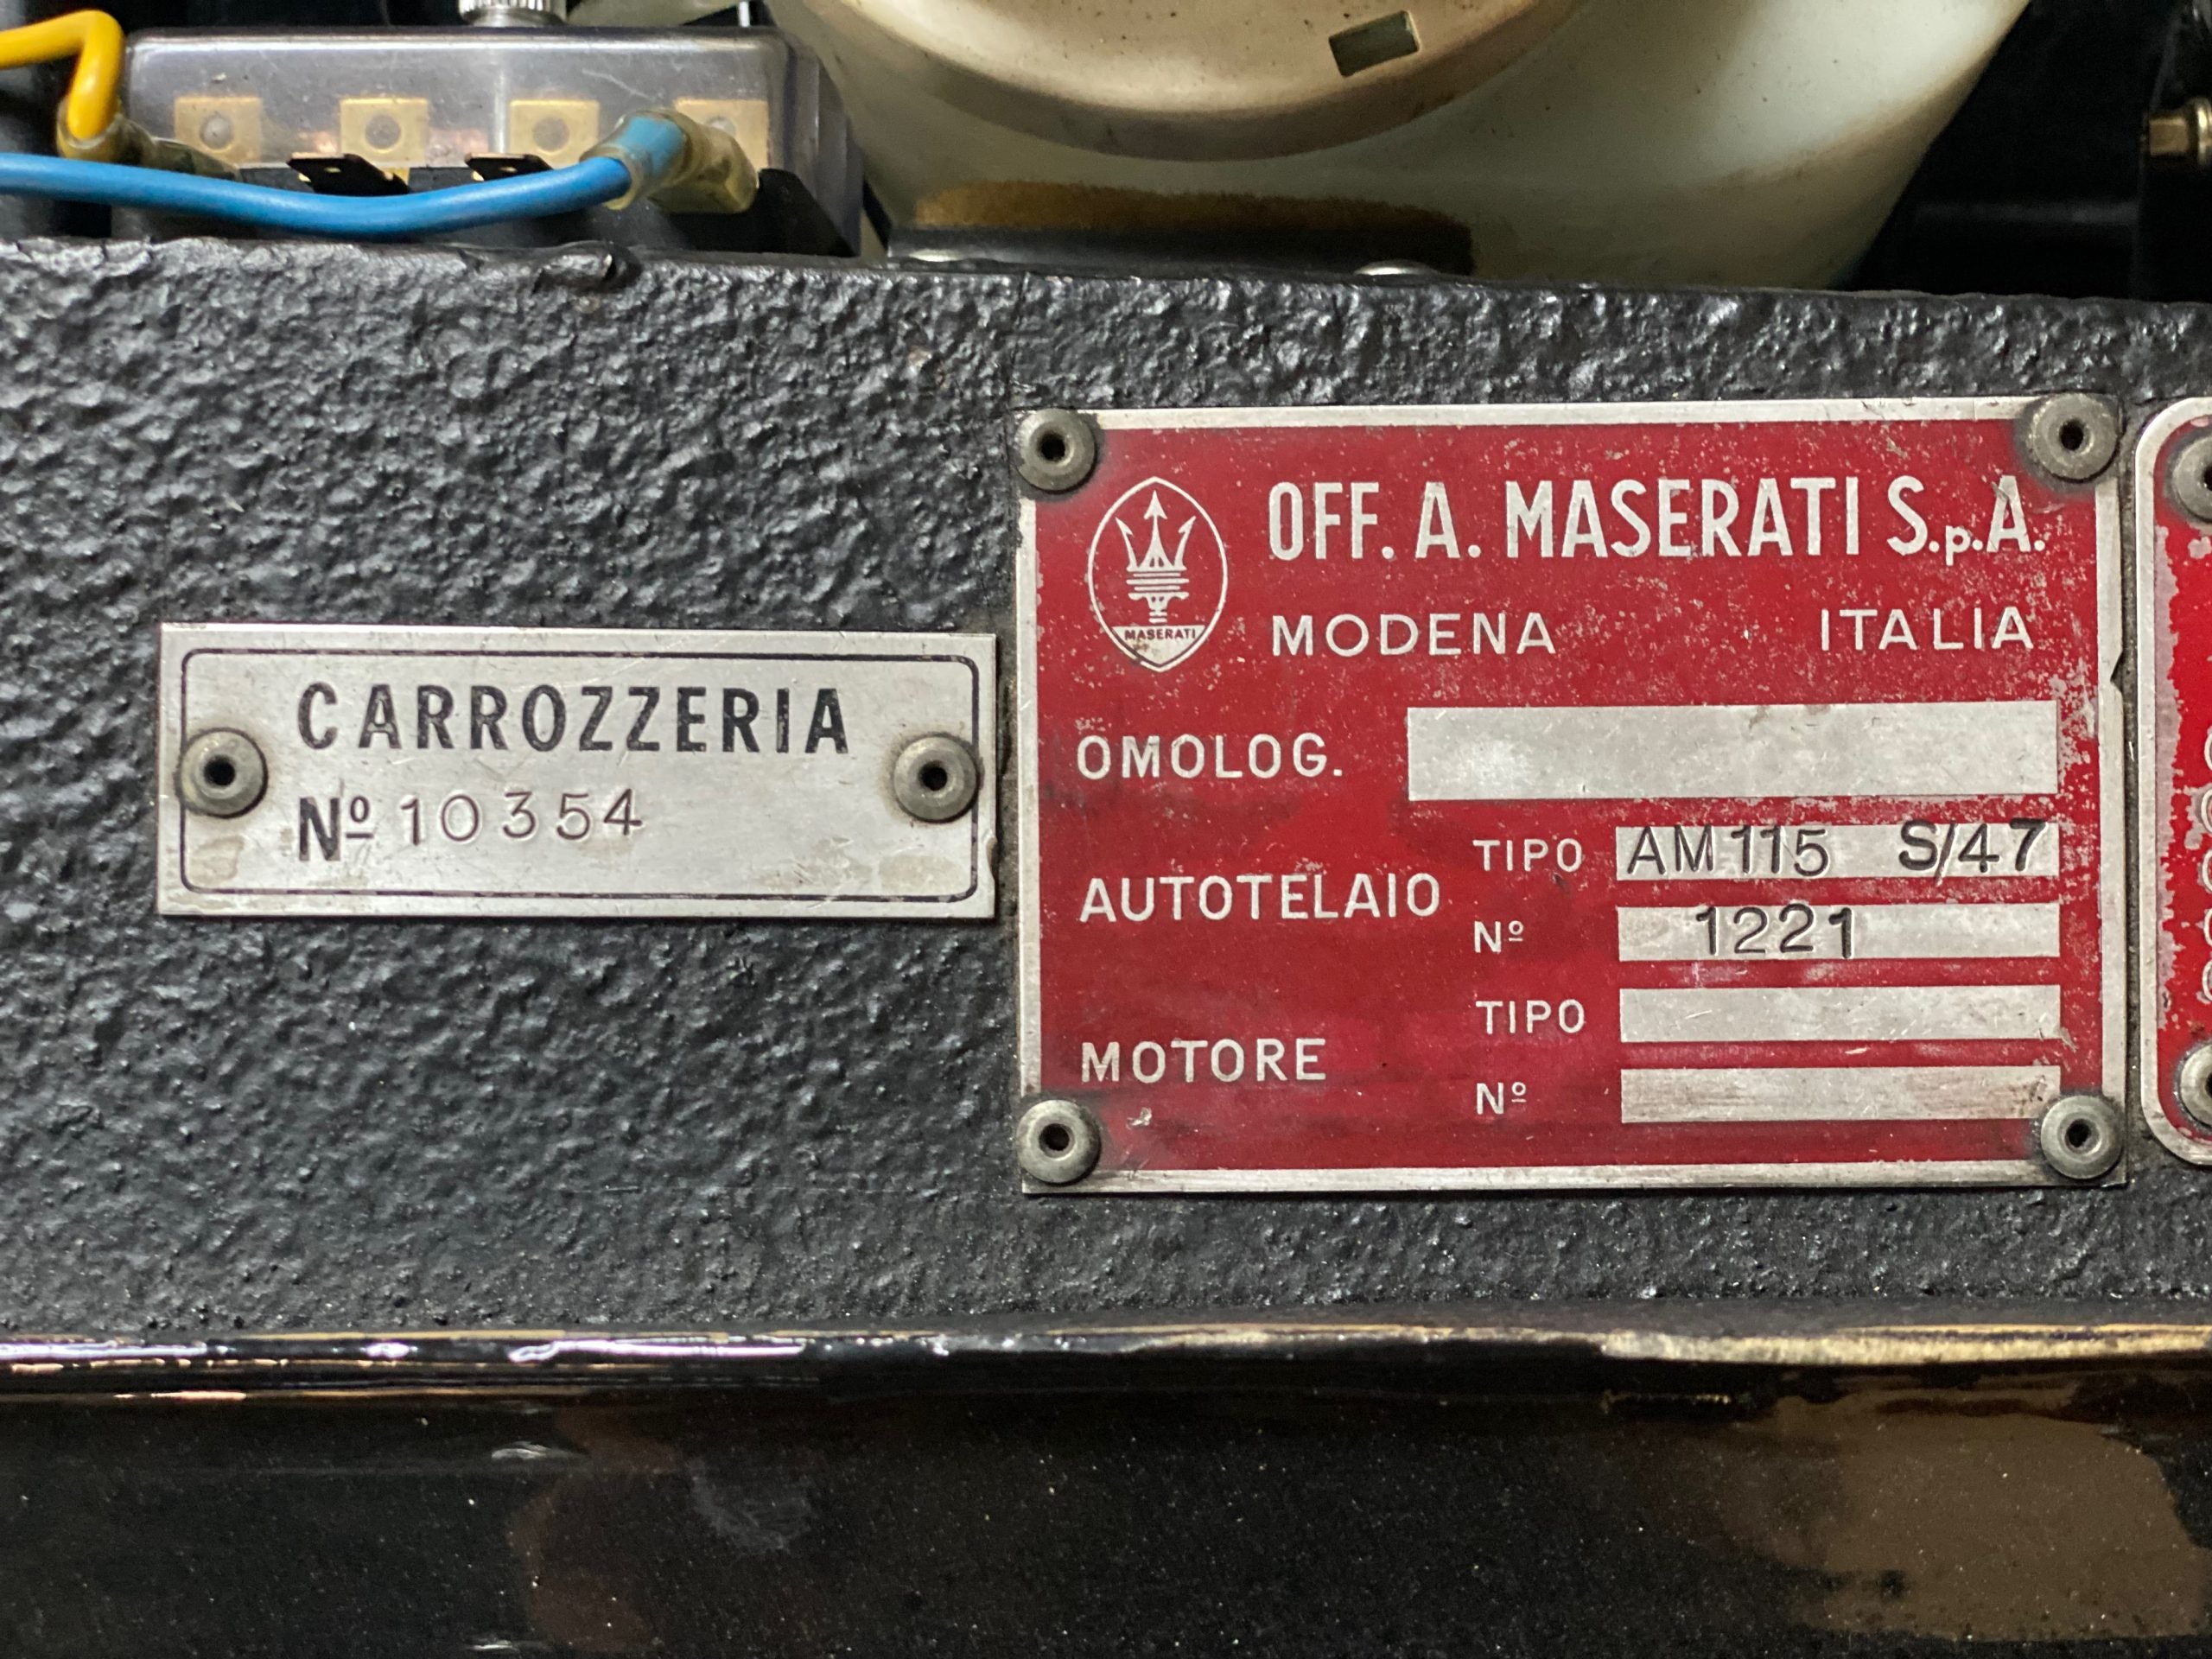 CARROZZERIA
Nº 10354
OFF. A. MASERATI S.p.A.
MODENA ITALIA
MASERATI
OMOLOG.
AUTOTELAIO
TIPO AM115 S/47
Nº 1221
MOTORE
TIPO
Nº